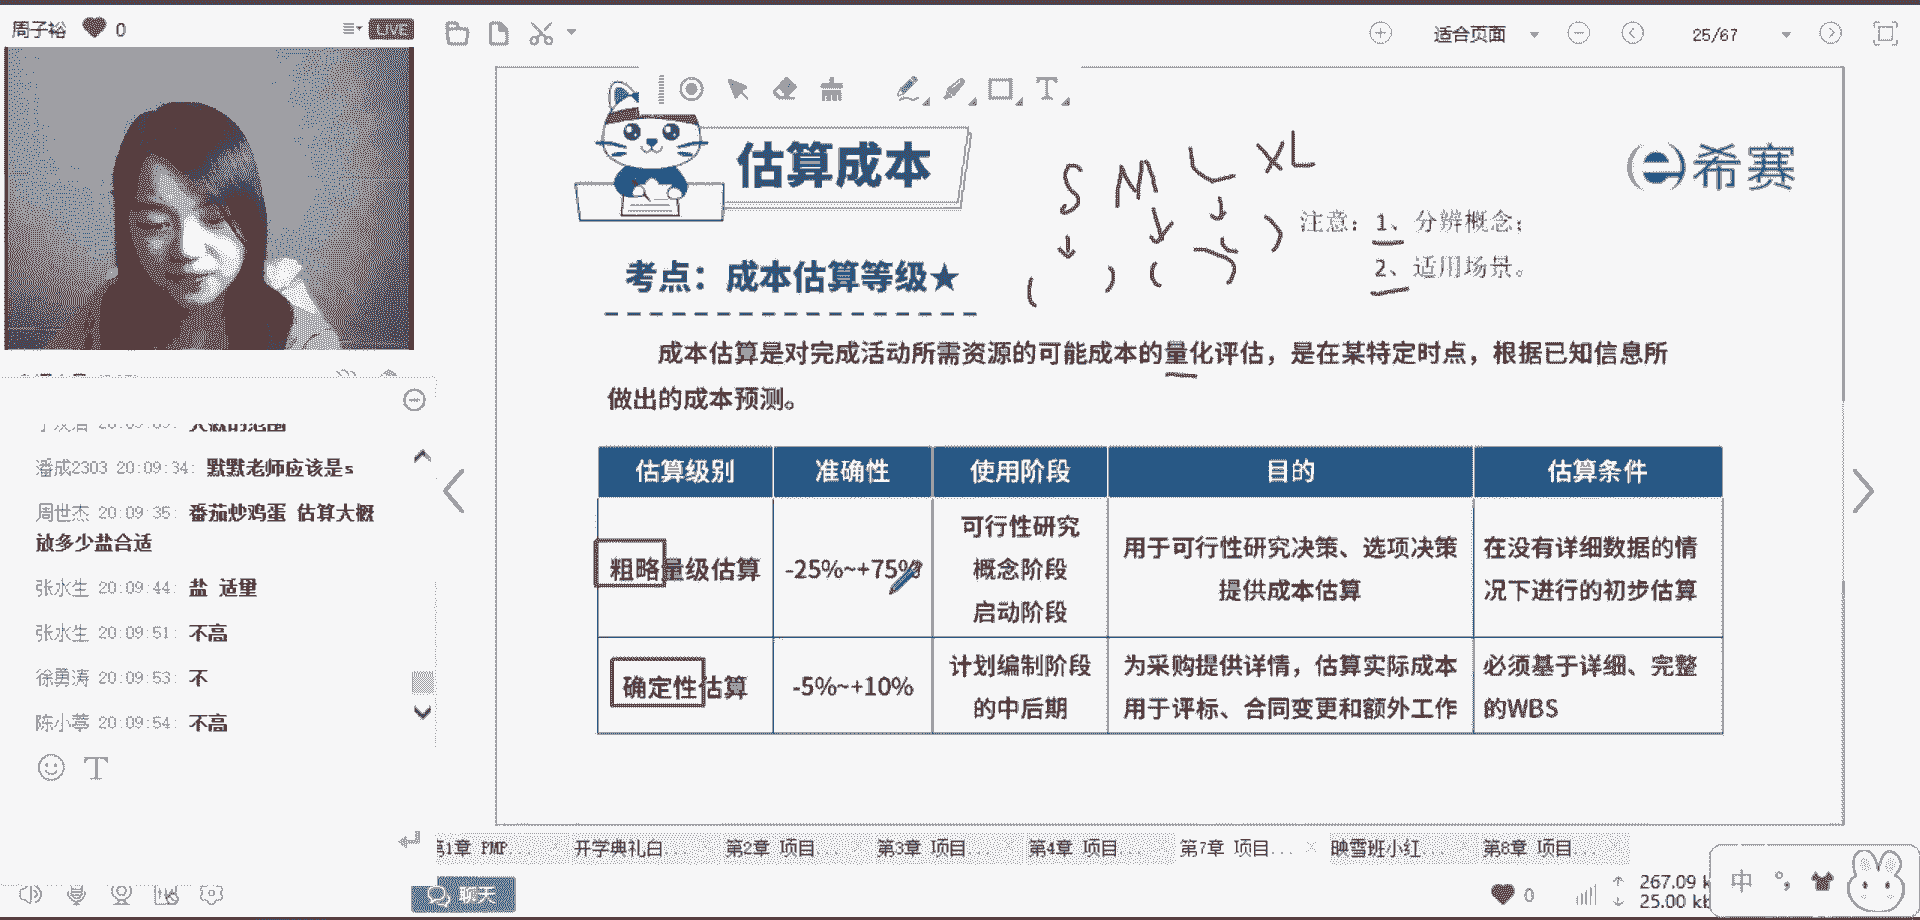 周子裕 0
LIVE
适合页面
25/67
估算成本
希赛
S M L XL
注意：1、分辨概念；
2、适用场景。
考点：成本估算等级★
成本估算是对完成活动所需资源的可能成本的量化评估，是在某特定时点，根据已知信息所
做出的成本预测。
估算级别 准确性 使用阶段 目的 估算条件
粗略量级估算 -25%~+75% 可行性研究 概念阶段 启动阶段 用于可行性研究决策、选项决策 提供成本估算 在没有详细数据的情 况下进行的初步估算
确定性估算 -5%~+10% 计划编制阶段 的中后期 为采购提供详情，估算实际成本 用于评标、合同变更和额外工作 必须基于详细、完整 的WBS
潘成2303 20:09:34: 默默老师应该是s
周世杰 20:09:35: 番茄炒鸡蛋 估算大概
放多少盐合适
张水生 20:09:44: 盐 适量
张水生 20:09:51: 不高
徐勇涛 20:09:53: 不
陈小葶 20:09:54: 不高
T
第1章 PMP... 开学典礼白... 第2章 项目... 第3章 项目... 第4章 项目... 第7章 项目... 映雪班小红... 第8章 项目...
聊天
0
267.09 k
25.00 kb
中